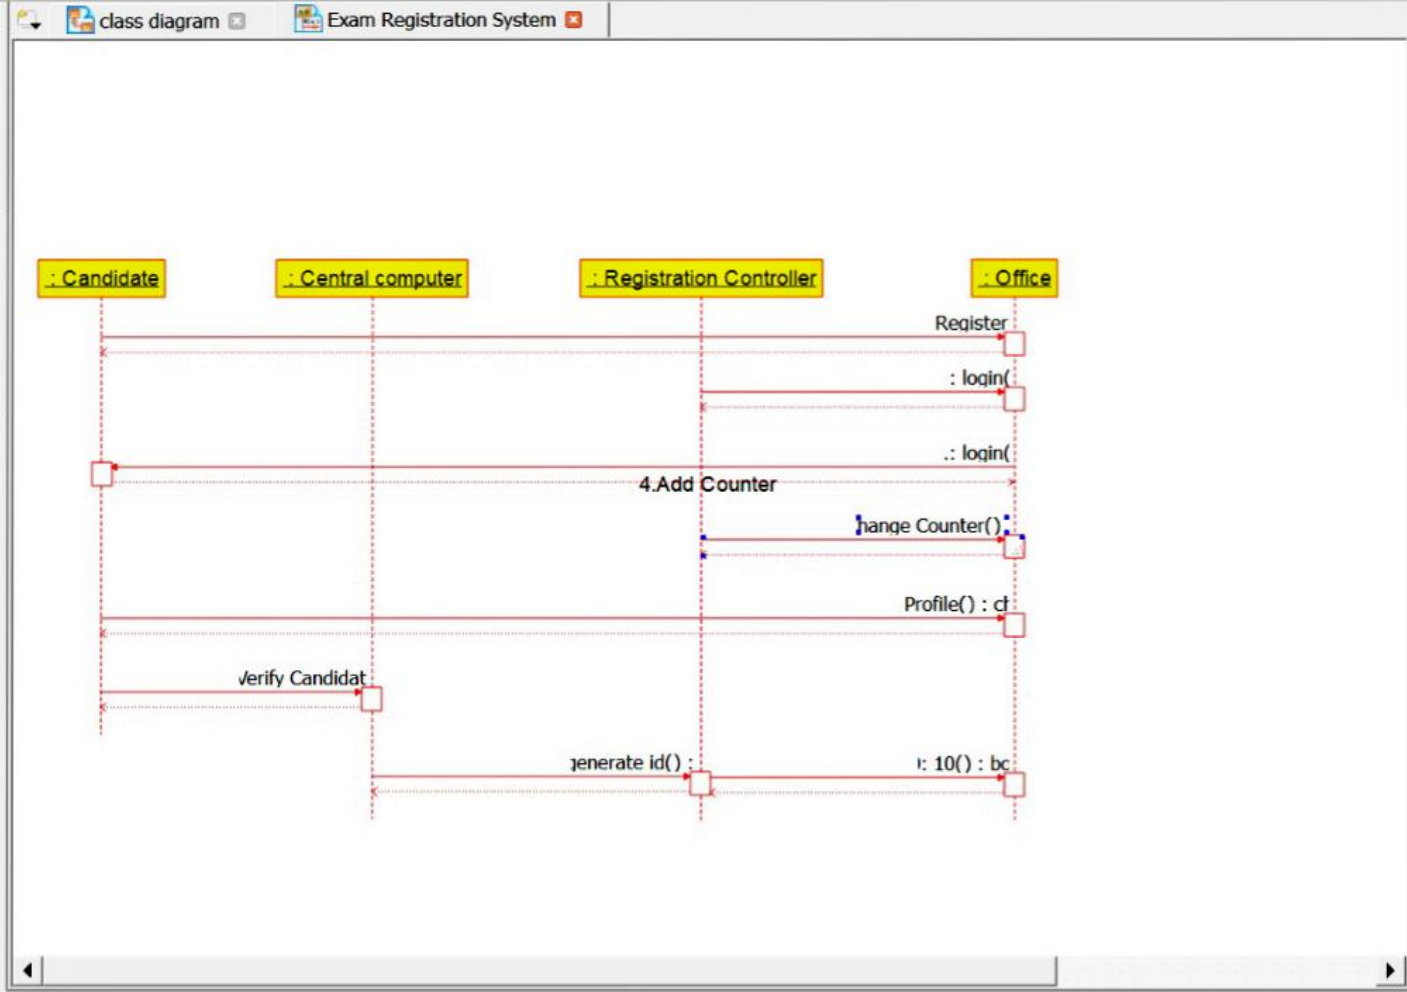 class diagram
Exam Registration System
: Candidate
: Central computer
: Registration Controller
: Office
Register
: login(
.: login(
4.Add Counter
hange Counter()
Profile() : cł
Verify Candidat
generate id() :
: 10() : bc